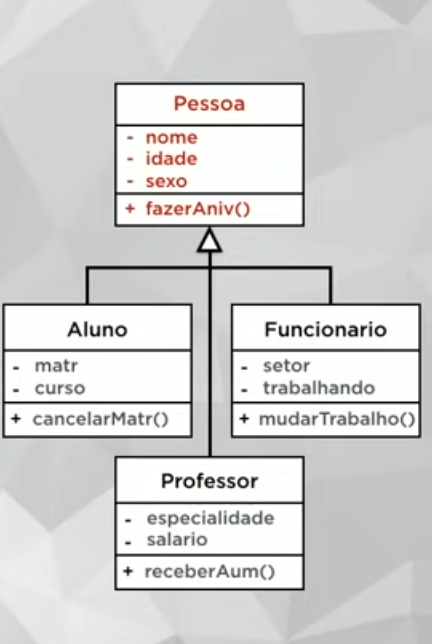 Pessoa
- nome
- idade
- sexo
+ fazerAniv()
Aluno
- matr
- curso
+ cancelarMatr()
Funcionario
- setor
- trabalhando
+ mudarTrabalho()
Professor
- especialidade
- salario
+ receberAum()